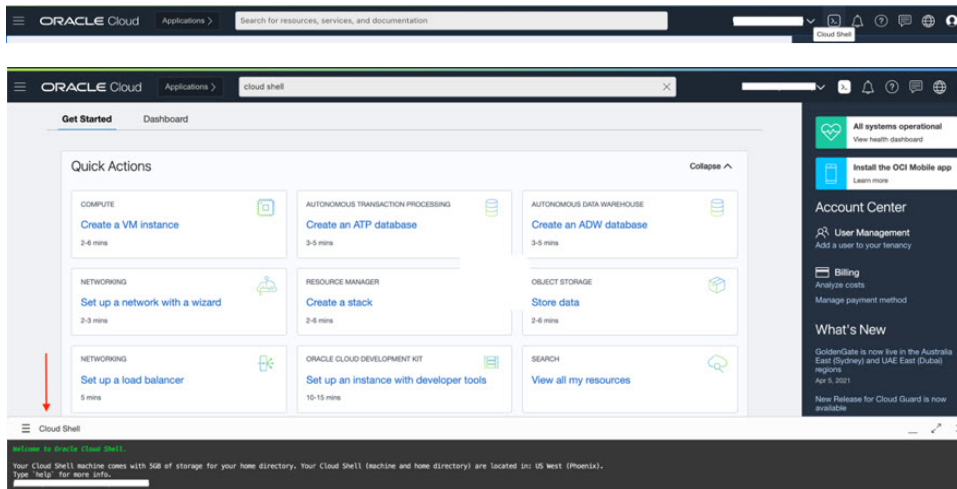 ORACLE Cloud Applications > Search for resources, services, and documentation
Cloud Shell
ORACLE Cloud Applications > cloud shell
Get Started Dashboard
Quick Actions Collapse
COMPUTE
Create a VM instance
2-6 mins
AUTONOMOUS TRANSACTION PROCESSING
Create an ATP database
3-5 mins
AUTONOMOUS DATA WAREHOUSE
Create an ADW database
3-5 mins
NETWORKING
Set up a network with a wizard
2-3 mins
RESOURCE MANAGER
Create a stack
2-6 mins
OBJECT STORAGE
Store data
2-6 mins
NETWORKING
Set up a load balancer
5 mins
ORACLE CLOUD DEVELOPMENT KIT
Set up an instance with developer tools
10-15 mins
SEARCH
View all my resources
All systems operational
View health dashboard
Install the OCI Mobile app
Learn more
Account Center
User Management
Add a user to your tenancy
Billing
Analyze costs
Manage payment method
What's New
GoldenGate is now live in the Australia
East (Sydney) and UAE East (Dubai)
regions
Apr 5, 2021
New Release for Cloud Guard is now
available
Cloud Shell
Welcome to Oracle Cloud Shell.
Your Cloud Shell machine comes with 5GB of storage for your home directory. Your Cloud Shell (machine and home directory) are located in: US West (Phoenix).
Type `help` for more info.